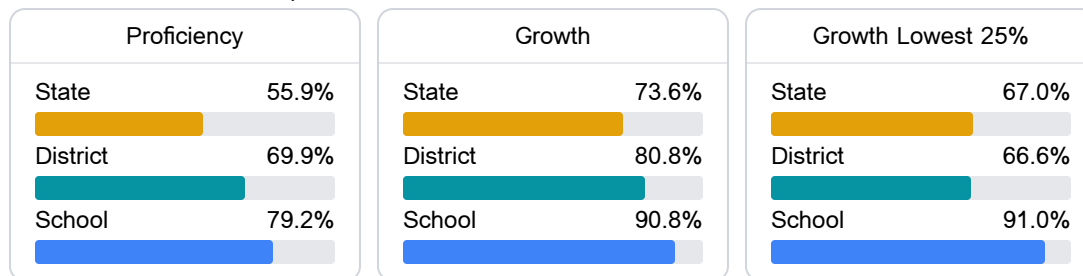 Proficiency
State 55.9%
District 69.9%
School 79.2%
Growth
State 73.6%
District 80.8%
School 90.8%
Growth Lowest 25%
State 67.0%
District 66.6%
School 91.0%